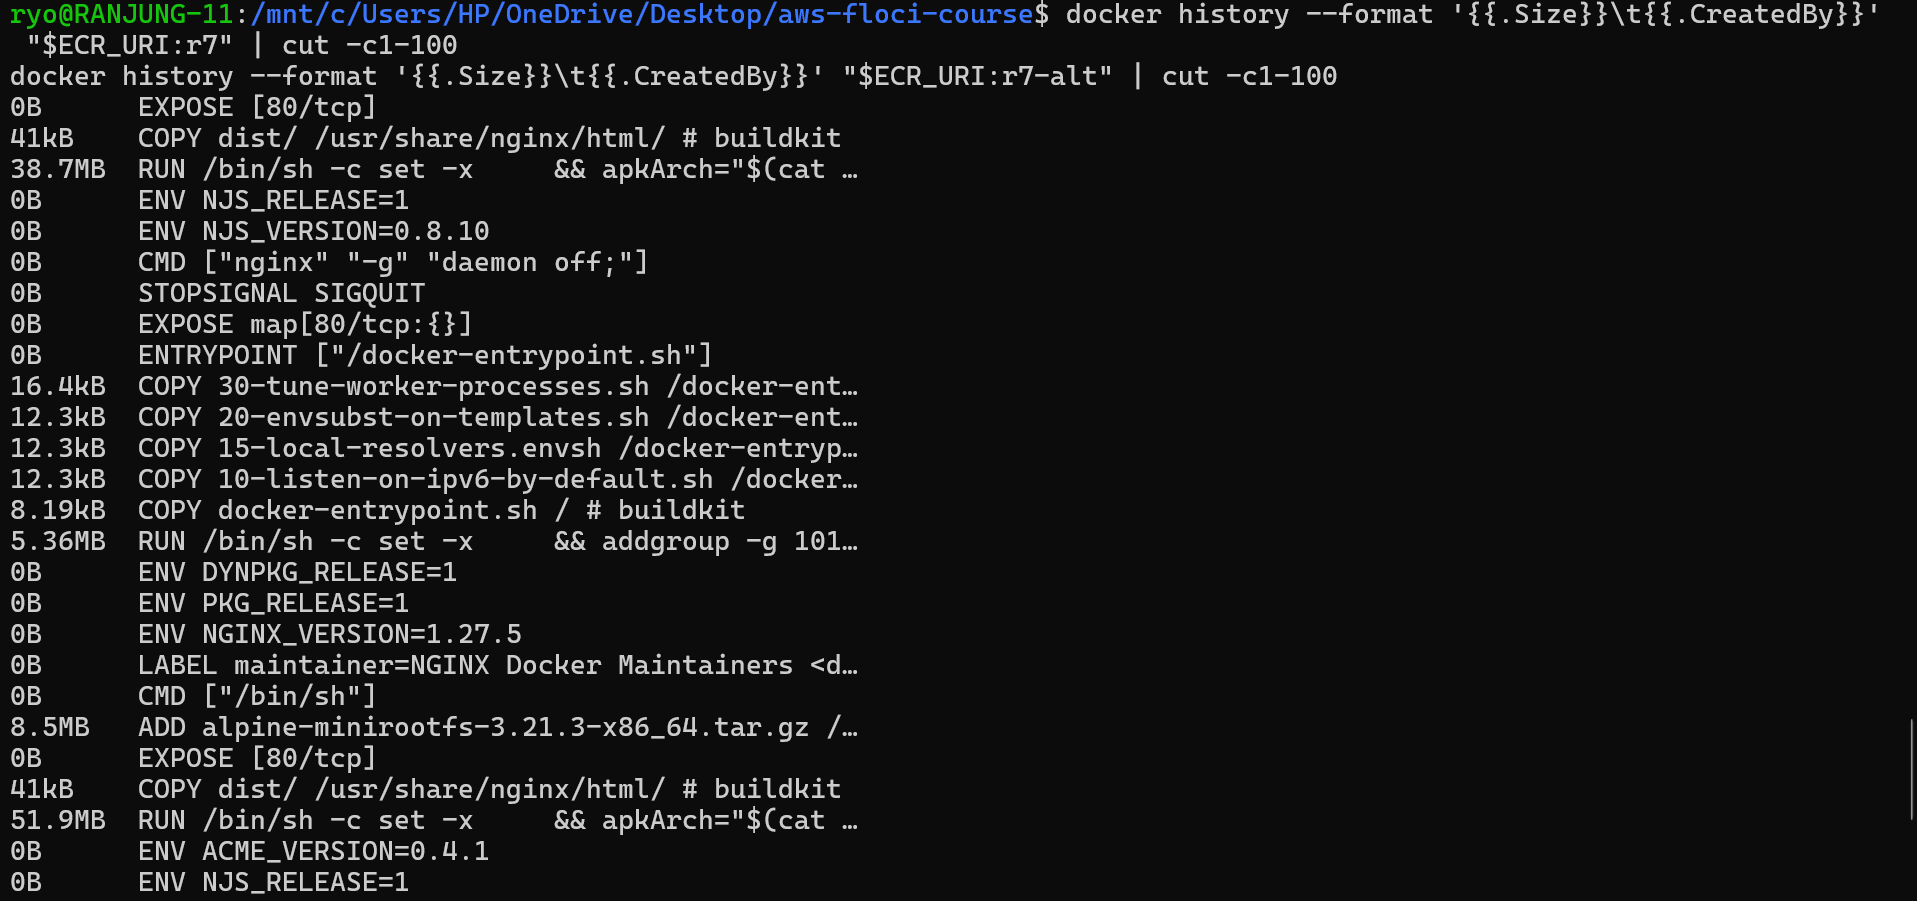 ryo@RANJUNG-11:/mnt/c/Users/HP/OneDrive/Desktop/aws-floci-course$ docker history --format '{{.Size}}\t{{.CreatedBy}}'
 "$ECR_URI:r7" | cut -c1-100
docker history --format '{{.Size}}\t{{.CreatedBy}}' "$ECR_URI:r7-alt" | cut -c1-100
0B      EXPOSE [80/tcp]
41kB    COPY dist/ /usr/share/nginx/html/ # buildkit
38.7MB  RUN /bin/sh -c set -x     && apkArch="$(cat …
0B      ENV NJS_RELEASE=1
0B      ENV NJS_VERSION=0.8.10
0B      CMD ["nginx" "-g" "daemon off;"]
0B      STOPSIGNAL SIGQUIT
0B      EXPOSE map[80/tcp:{}]
0B      ENTRYPOINT ["/docker-entrypoint.sh"]
16.4kB  COPY 30-tune-worker-processes.sh /docker-ent…
12.3kB  COPY 20-envsubst-on-templates.sh /docker-ent…
12.3kB  COPY 15-local-resolvers.envsh /docker-entryp…
12.3kB  COPY 10-listen-on-ipv6-by-default.sh /docker…
8.19kB  COPY docker-entrypoint.sh / # buildkit
5.36MB  RUN /bin/sh -c set -x     && addgroup -g 101…
0B      ENV DYNPKG_RELEASE=1
0B      ENV PKG_RELEASE=1
0B      ENV NGINX_VERSION=1.27.5
0B      LABEL maintainer=NGINX Docker Maintainers <d…
0B      CMD ["/bin/sh"]
8.5MB   ADD alpine-minirootfs-3.21.3-x86_64.tar.gz /…
0B      EXPOSE [80/tcp]
41kB    COPY dist/ /usr/share/nginx/html/ # buildkit
51.9MB  RUN /bin/sh -c set -x     && apkArch="$(cat …
0B      ENV ACME_VERSION=0.4.1
0B      ENV NJS_RELEASE=1